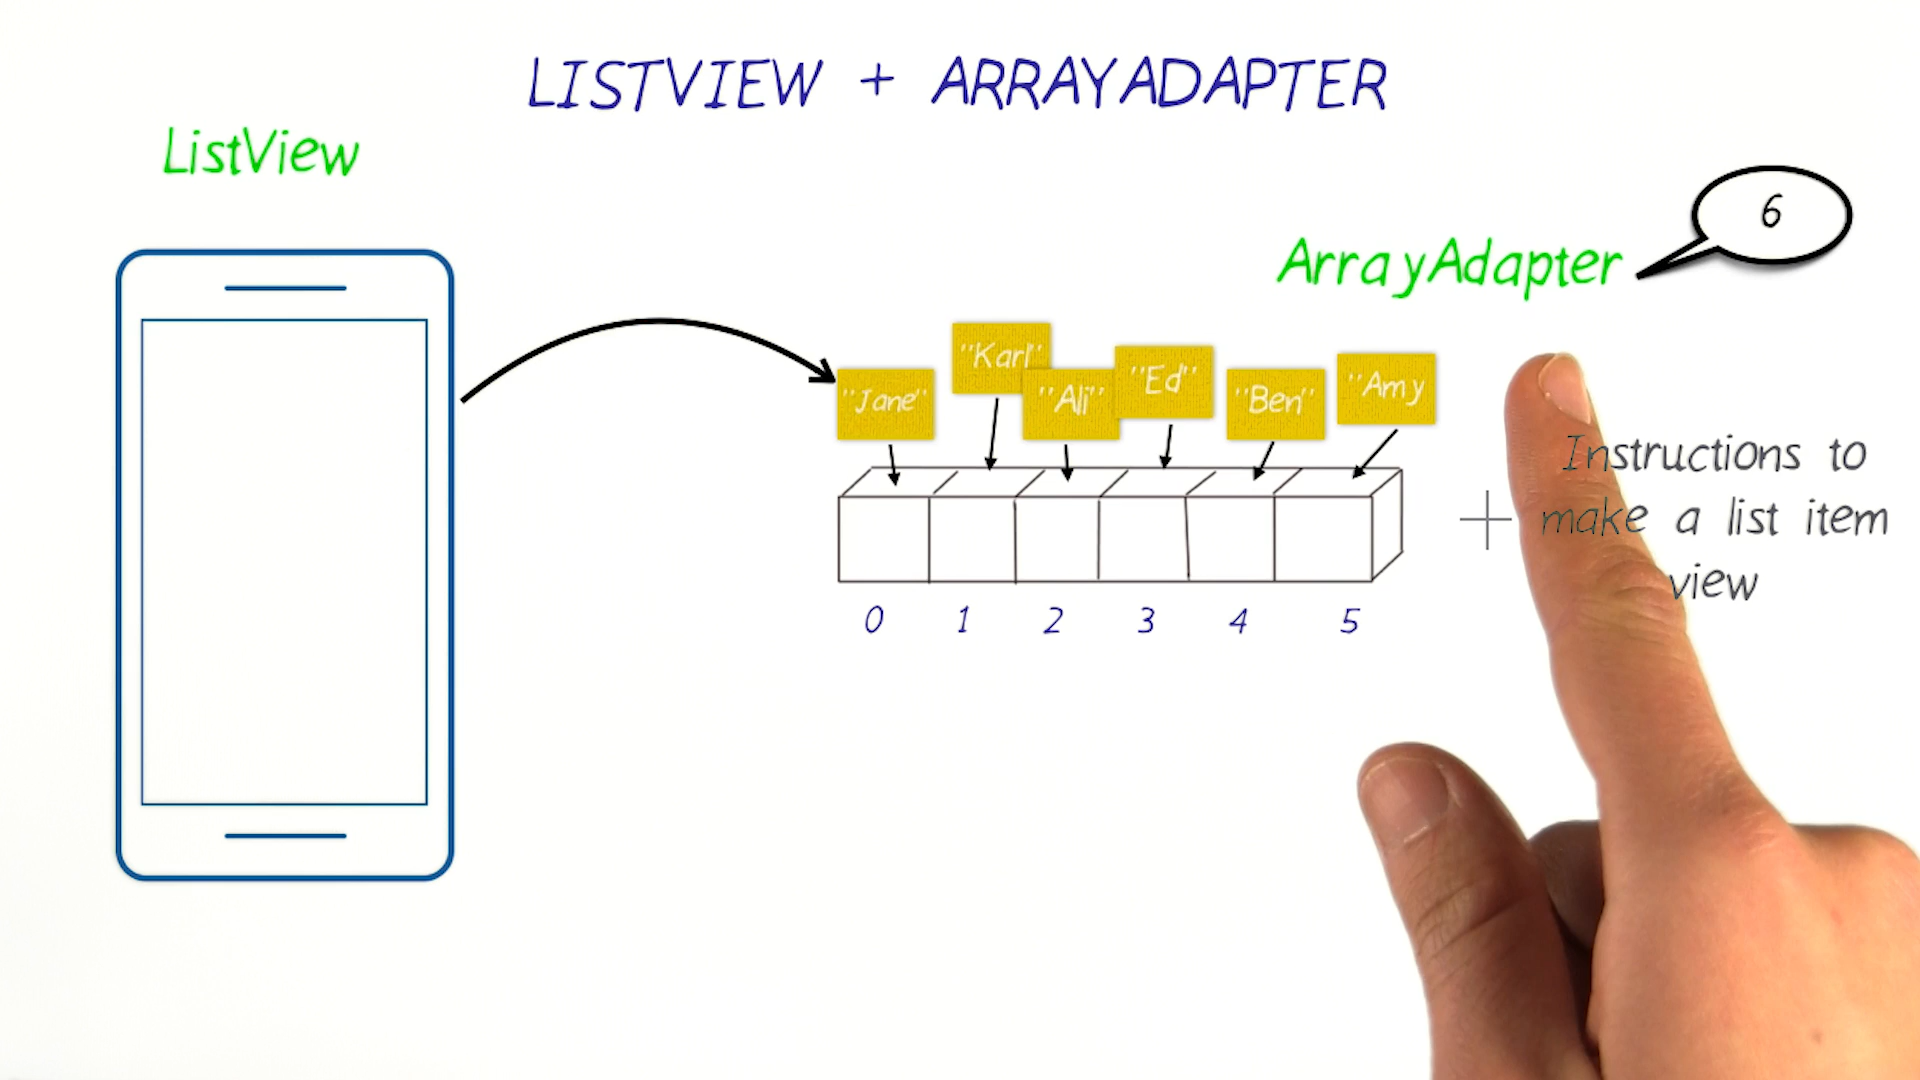 LISTVIEW + ARRAYADAPTER
ListView
6
ArrayAdapter
"Karl"
"Jane"
"Ali"
"Ed"
"Ben"
"Amy
+
Instructions to
make a list item
view
0 1 2 3 4 5